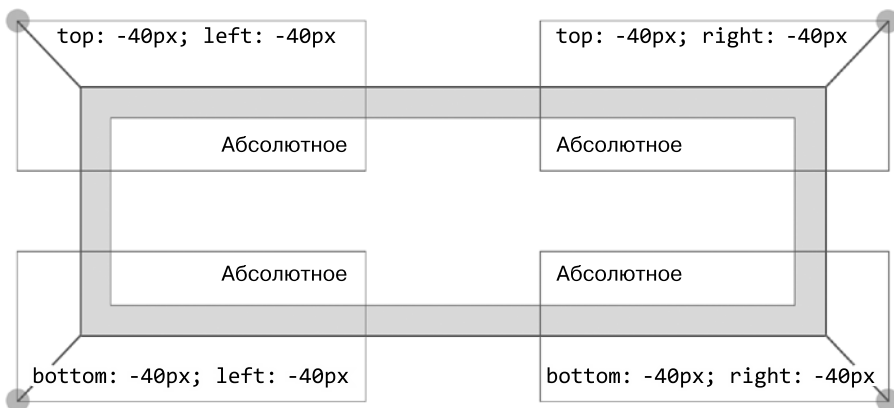 top: -40px; left: -40px
top: -40px; right: -40px
Абсолютное
Абсолютное
Абсолютное
Абсолютное
bottom: -40px; left: -40px
bottom: -40px; right: -40px